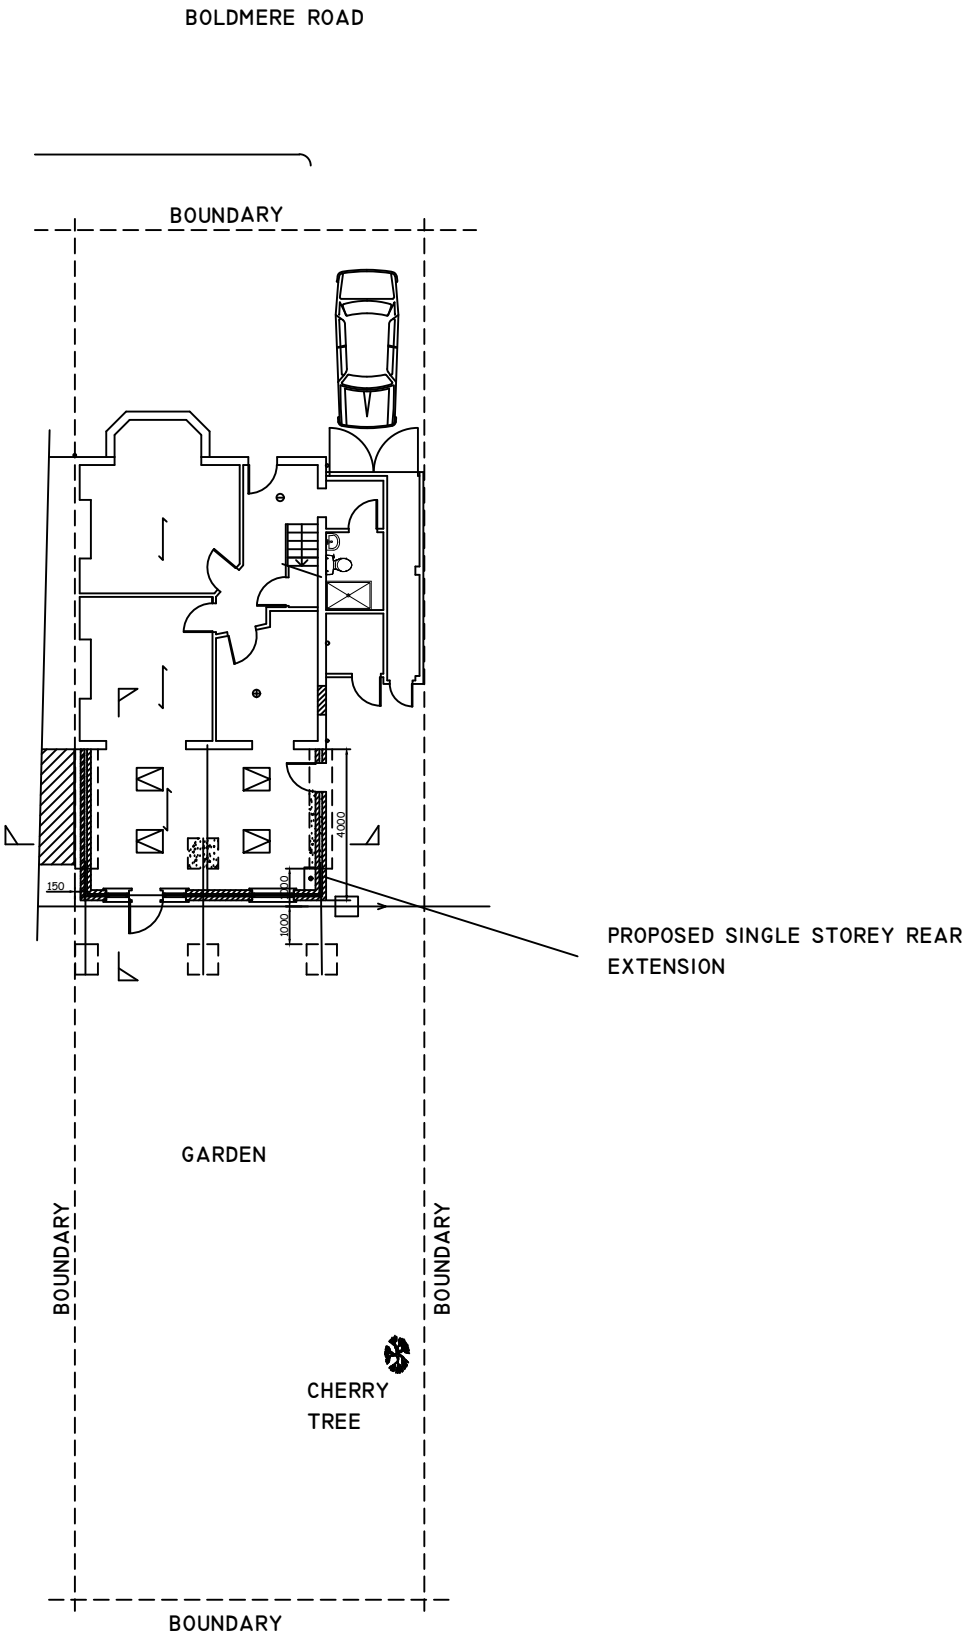 BOLDMERE ROAD
BOUNDARY
4000
150
1000
PROPOSED SINGLE STOREY REAR
EXTENSION
GARDEN
BOUNDARY
BOUNDARY
CHERRY
TREE
BOUNDARY